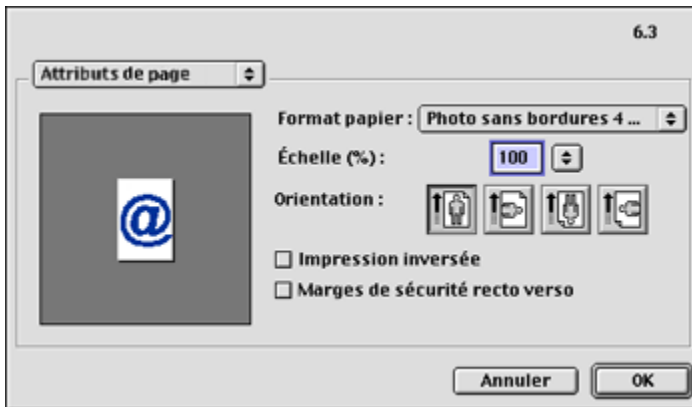 6.3
Attributs de page
Format papier : Photo sans bordures 4 ...
Échelle (%) : 100
Orientation :
@
Impression inversée
Marges de sécurité recto verso
Annuler OK